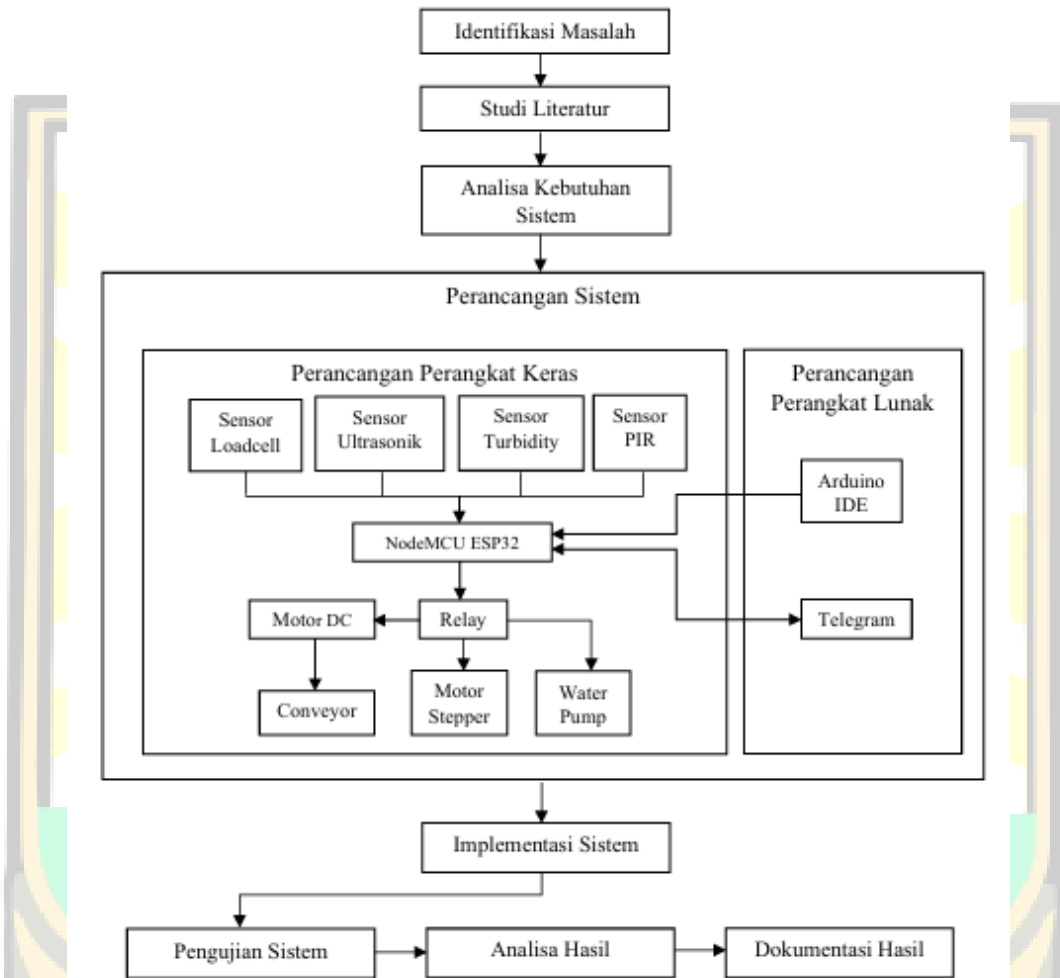 Identifikasi Masalah
Studi Literatur
Analisa Kebutuhan
Sistem
Perancangan Sistem
Perancangan Perangkat Keras
Sensor
Loadcell
Sensor
Ultrasonik
Sensor
Turbidity
Sensor
PIR
NodeMCU ESP32
Motor DC
Relay
Conveyor
Motor
Stepper
Water
Pump
Perancangan
Perangkat Lunak
Arduino
IDE
Telegram
Implementasi Sistem
Pengujian Sistem
Analisa Hasil
Dokumentasi Hasil